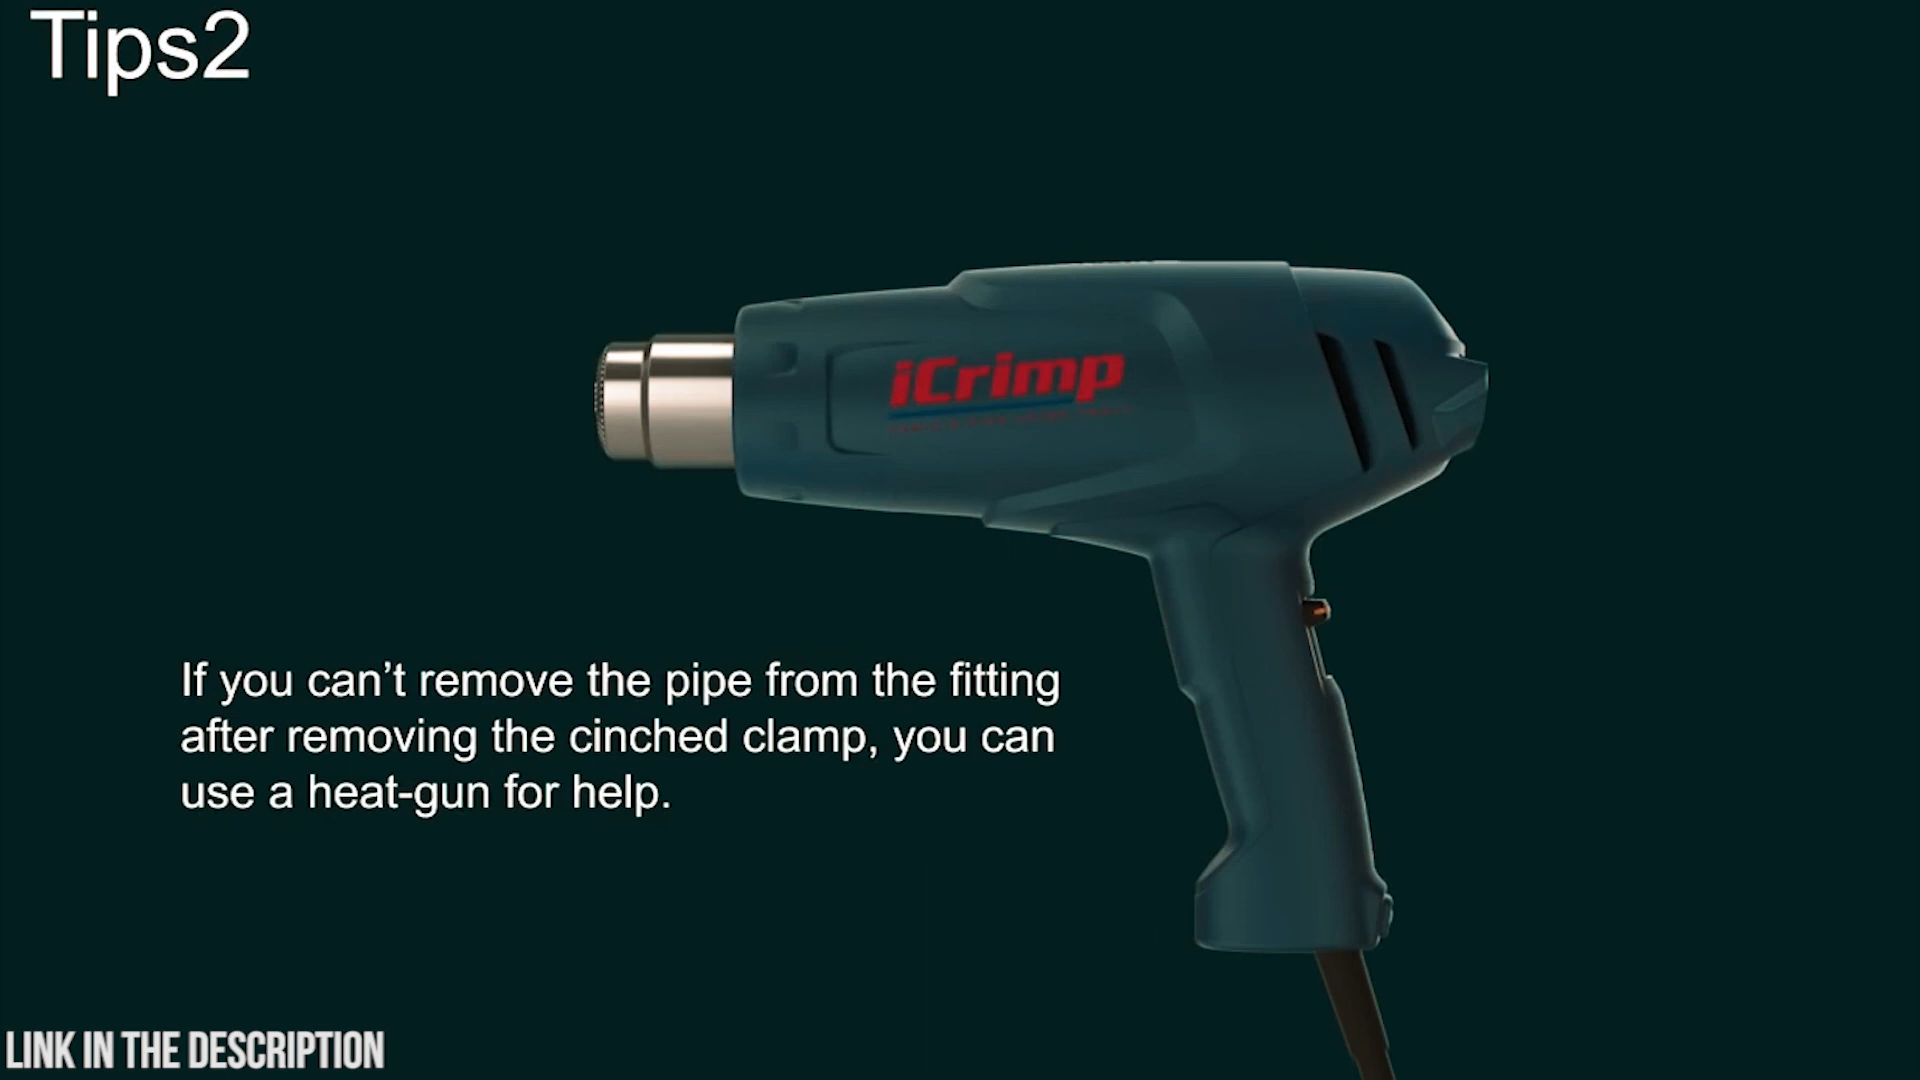 Tips2
iCrimp
If you can’t remove the pipe from the fitting
after removing the cinched clamp, you can
use a heat-gun for help.
LINK IN THE DESCRIPTION